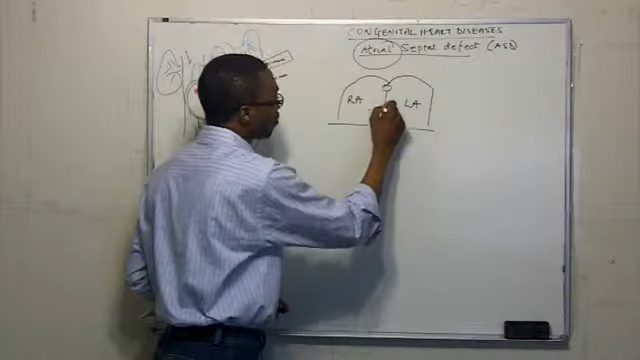 CONGENITAL HEART DISEASES
Atrial Septal defect (ASD)
RA
LA